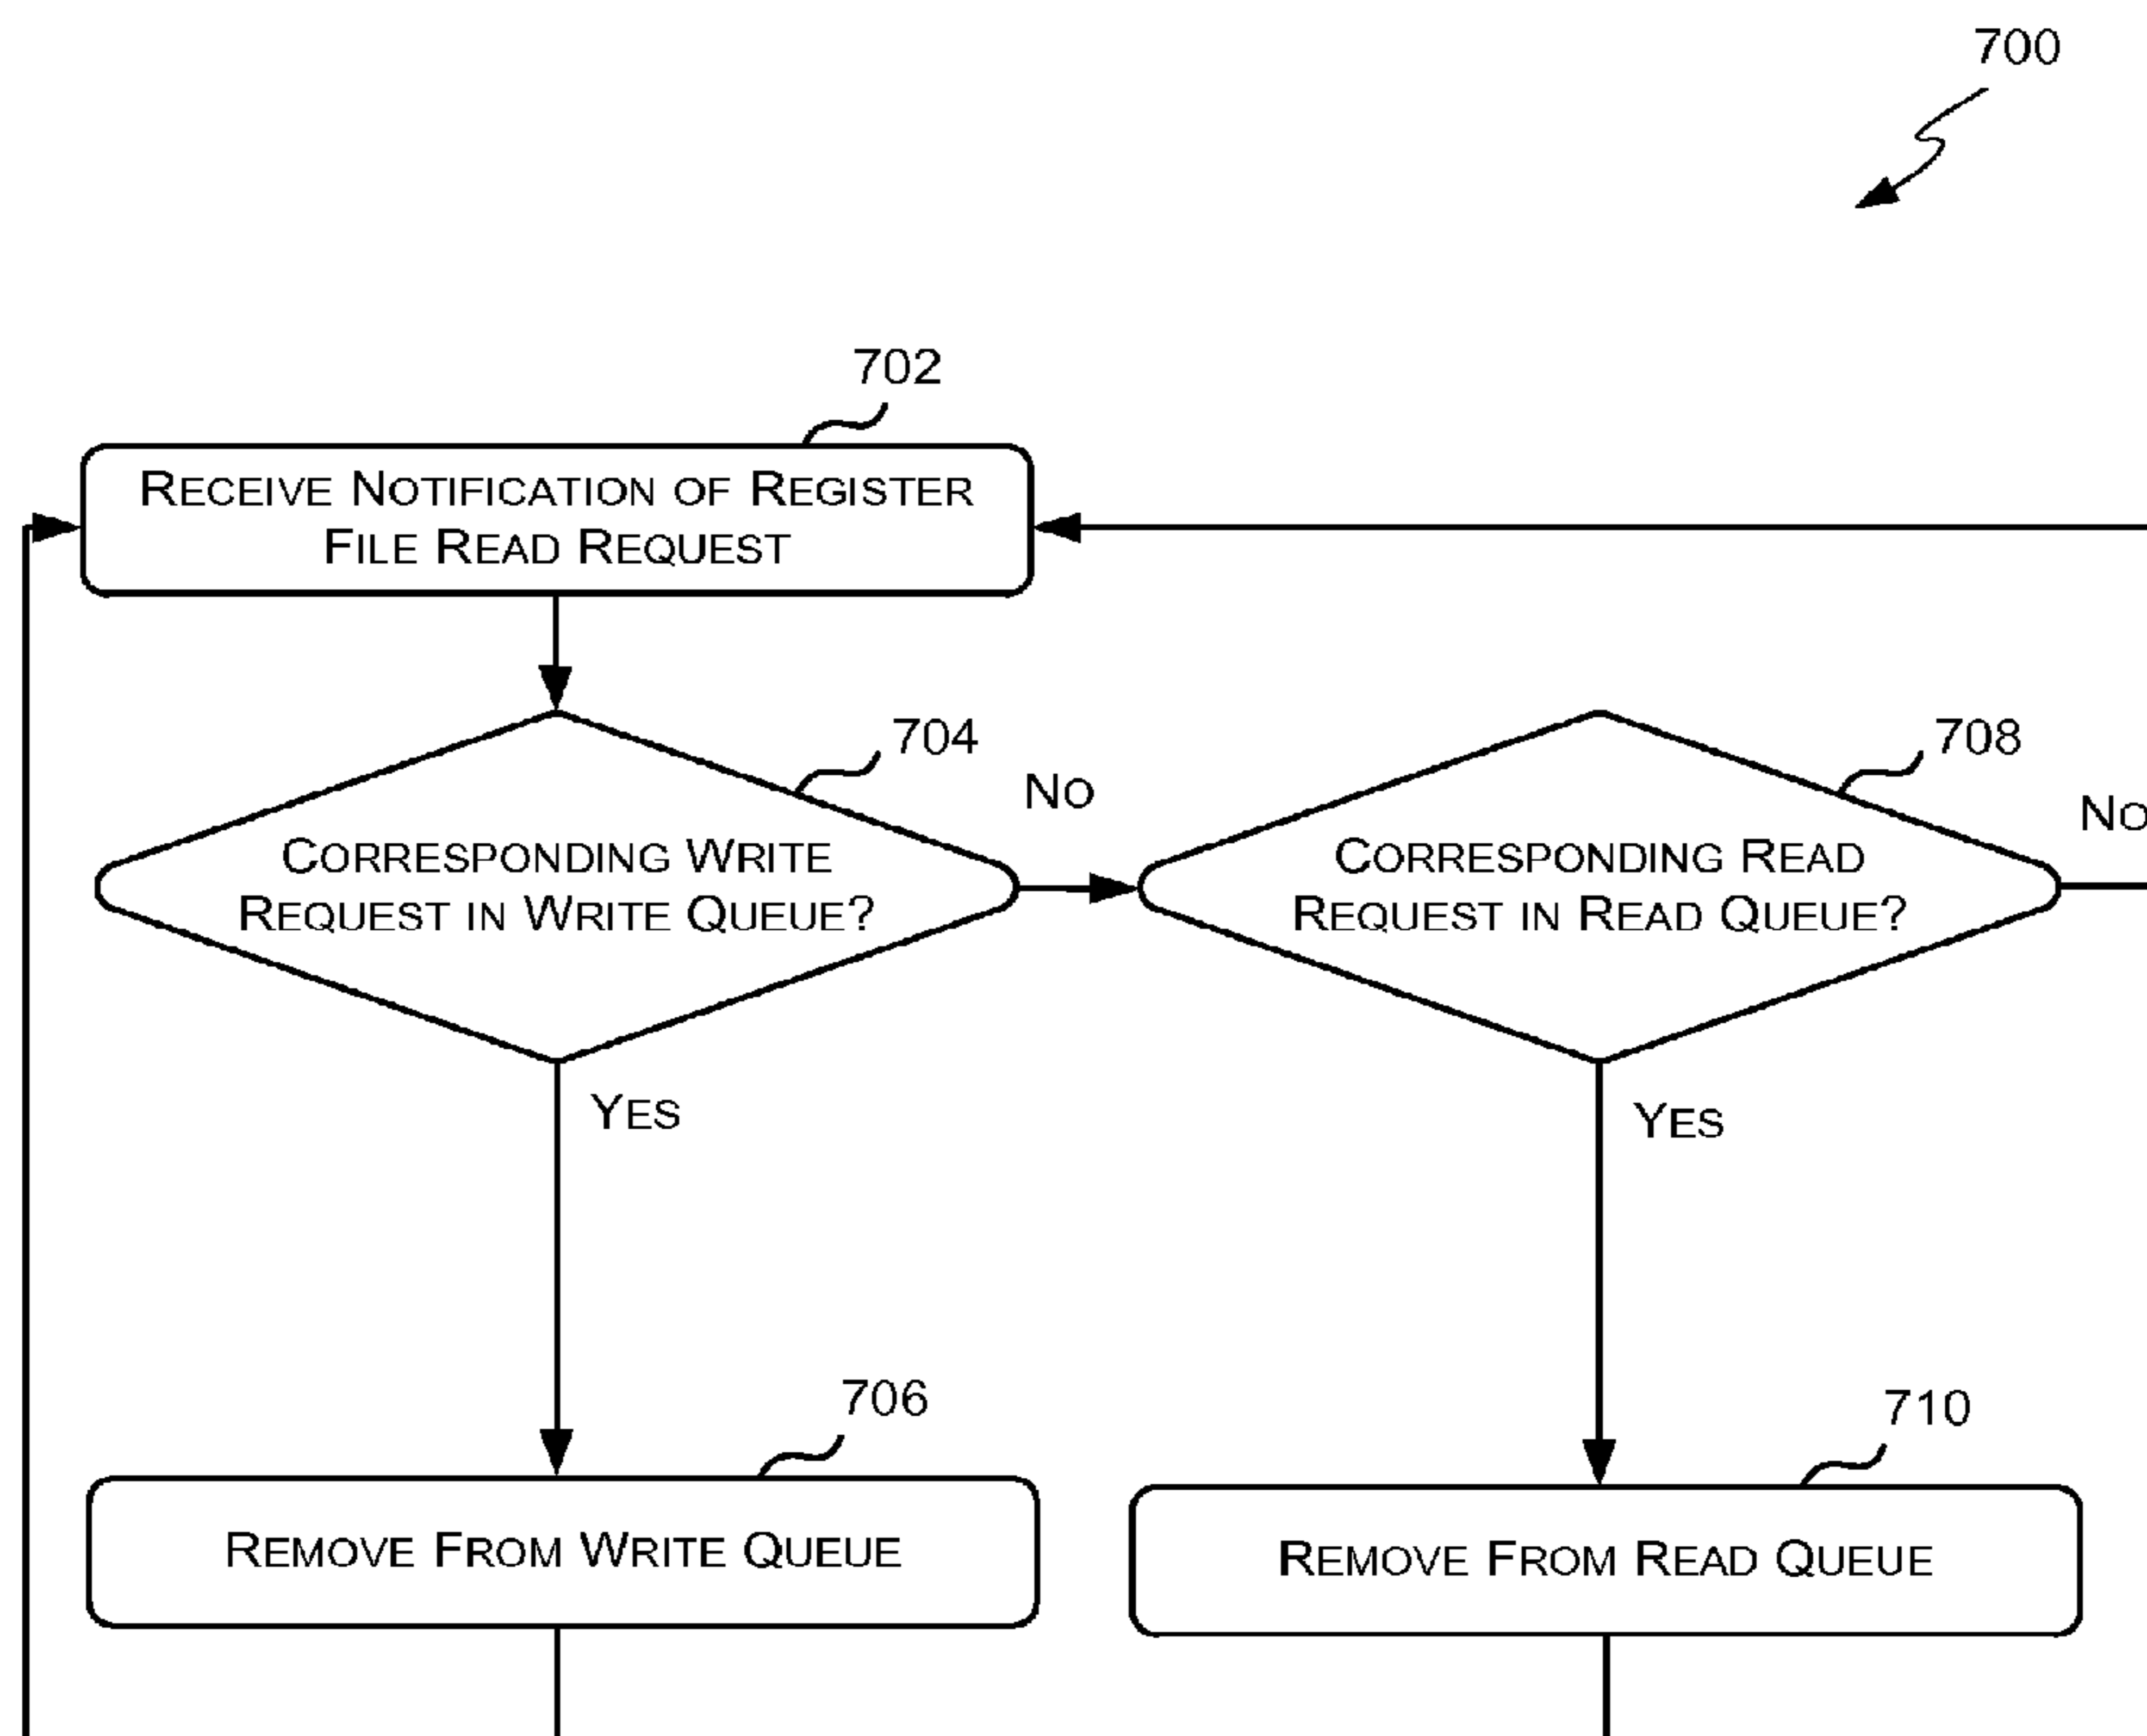 700
702
RECEIVE NOTIFICATION OF REGISTER
FILE READ REQUEST
704
NO
CORRESPONDING WRITE
REQUEST IN WRITE QUEUE?
708
NO
CORRESPONDING READ
REQUEST IN READ QUEUE?
YES
YES
706
REMOVE FROM WRITE QUEUE
710
REMOVE FROM READ QUEUE